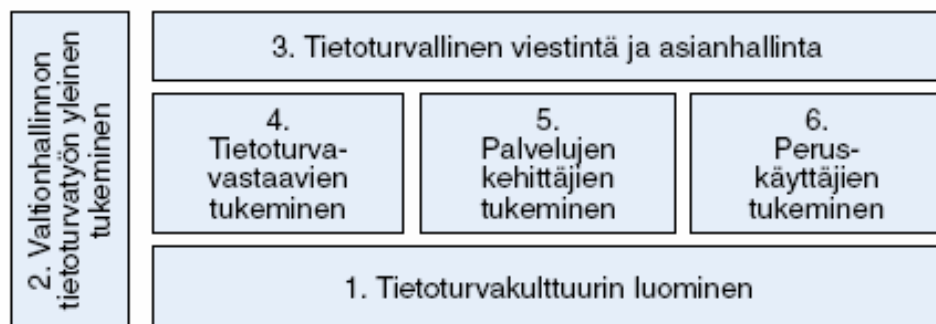 2. Valtionhallinnon
tietoturvatyön yleinen
tukeminen
3. Tietoturvallinen viestintä ja asianhallinta
4.
Tietoturva-
vastaavien
tukeminen
5.
Palvelujen
kehittäjien
tukeminen
6.
Perus-
käyttäjien
tukeminen
1. Tietoturvakulttuurin luominen